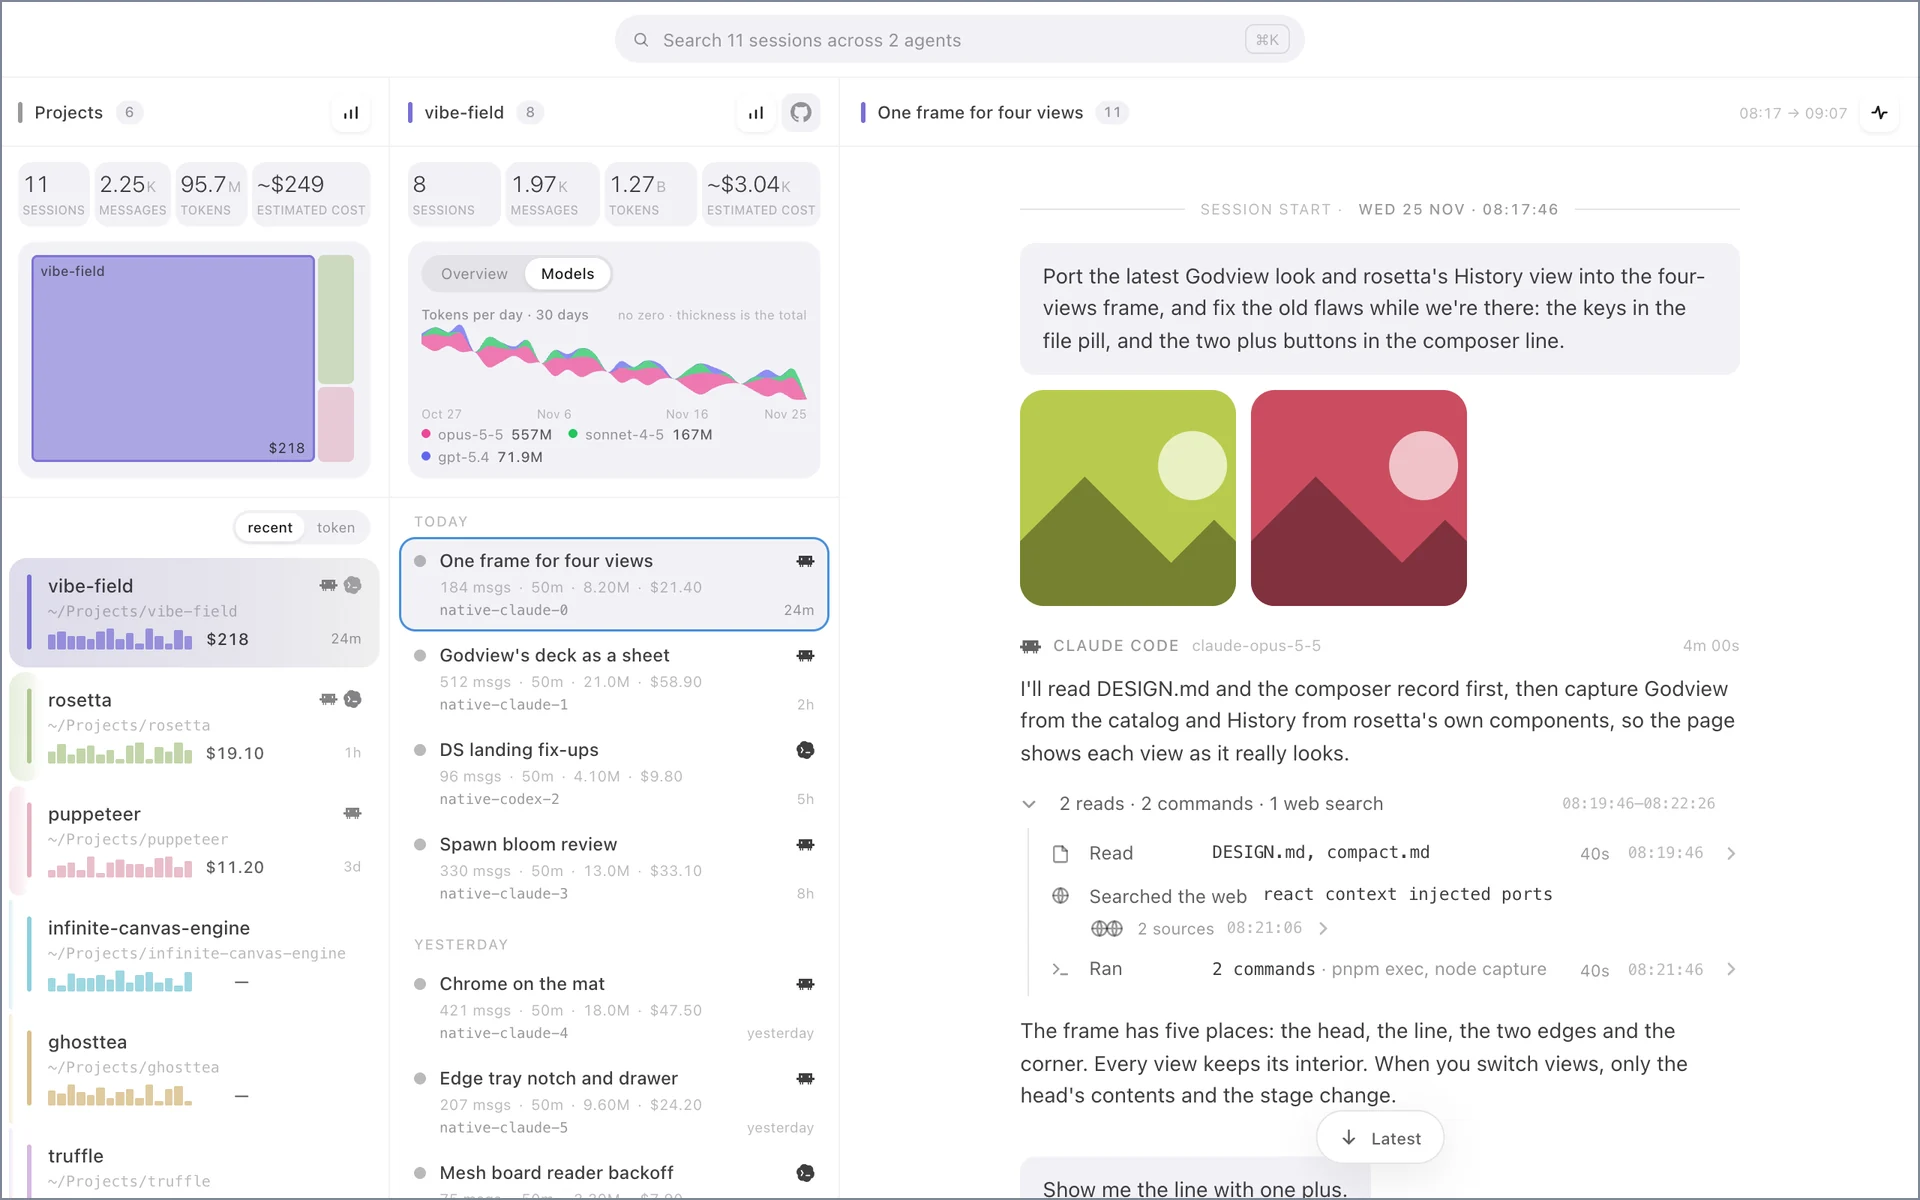 Search 11 sessions across 2 agents
⌘K
Projects 6
11
SESSIONS
2.25K
MESSAGES
95.7M
TOKENS
~$249
ESTIMATED COST
vibe-field
$218
recent token
vibe-field
~/Projects/vibe-field
$218 24m
rosetta
~/Projects/rosetta
$19.10 1h
puppeteer
~/Projects/puppeteer
$11.20 3d
infinite-canvas-engine
~/Projects/infinite-canvas-engine
—
ghosttea
~/Projects/ghosttea
—
truffle
~/Projects/truffle
vibe-field 8
8
SESSIONS
1.97K
MESSAGES
1.27B
TOKENS
~$3.04K
ESTIMATED COST
Overview Models
Tokens per day · 30 days no zero · thickness is the total
Oct 27 Nov 6 Nov 16 Nov 25
opus-5-5 557M sonnet-4-5 167M
gpt-5.4 71.9M
TODAY
One frame for four views
184 msgs · 50m · 8.20M · $21.40
native-claude-0 24m
Godview's deck as a sheet
512 msgs · 50m · 21.0M · $58.90
native-claude-1 2h
DS landing fix-ups
96 msgs · 50m · 4.10M · $9.80
native-codex-2 5h
Spawn bloom review
330 msgs · 50m · 13.0M · $33.10
native-claude-3 8h
YESTERDAY
Chrome on the mat
421 msgs · 50m · 18.0M · $47.50
native-claude-4 yesterday
Edge tray notch and drawer
207 msgs · 50m · 9.60M · $24.20
native-claude-5 yesterday
Mesh board reader backoff
One frame for four views 11
08:17 → 09:07
SESSION START · WED 25 NOV · 08:17:46
Port the latest Godview look and rosetta's History view into the four-
views frame, and fix the old flaws while we're there: the keys in the
file pill, and the two plus buttons in the composer line.
CLAUDE CODE claude-opus-5-5 4m 00s
I'll read DESIGN.md and the composer record first, then capture Godview
from the catalog and History from rosetta's own components, so the page
shows each view as it really looks.
2 reads · 2 commands · 1 web search 08:19:46–08:22:26
Read DESIGN.md, compact.md 40s 08:19:46
Searched the web react context injected ports
2 sources 08:21:06
Ran 2 commands · pnpm exec, node capture 40s 08:21:46
The frame has five places: the head, the line, the two edges and the
corner. Every view keeps its interior. When you switch views, only the
head's contents and the stage change.
Latest
Show me the line with one plus.